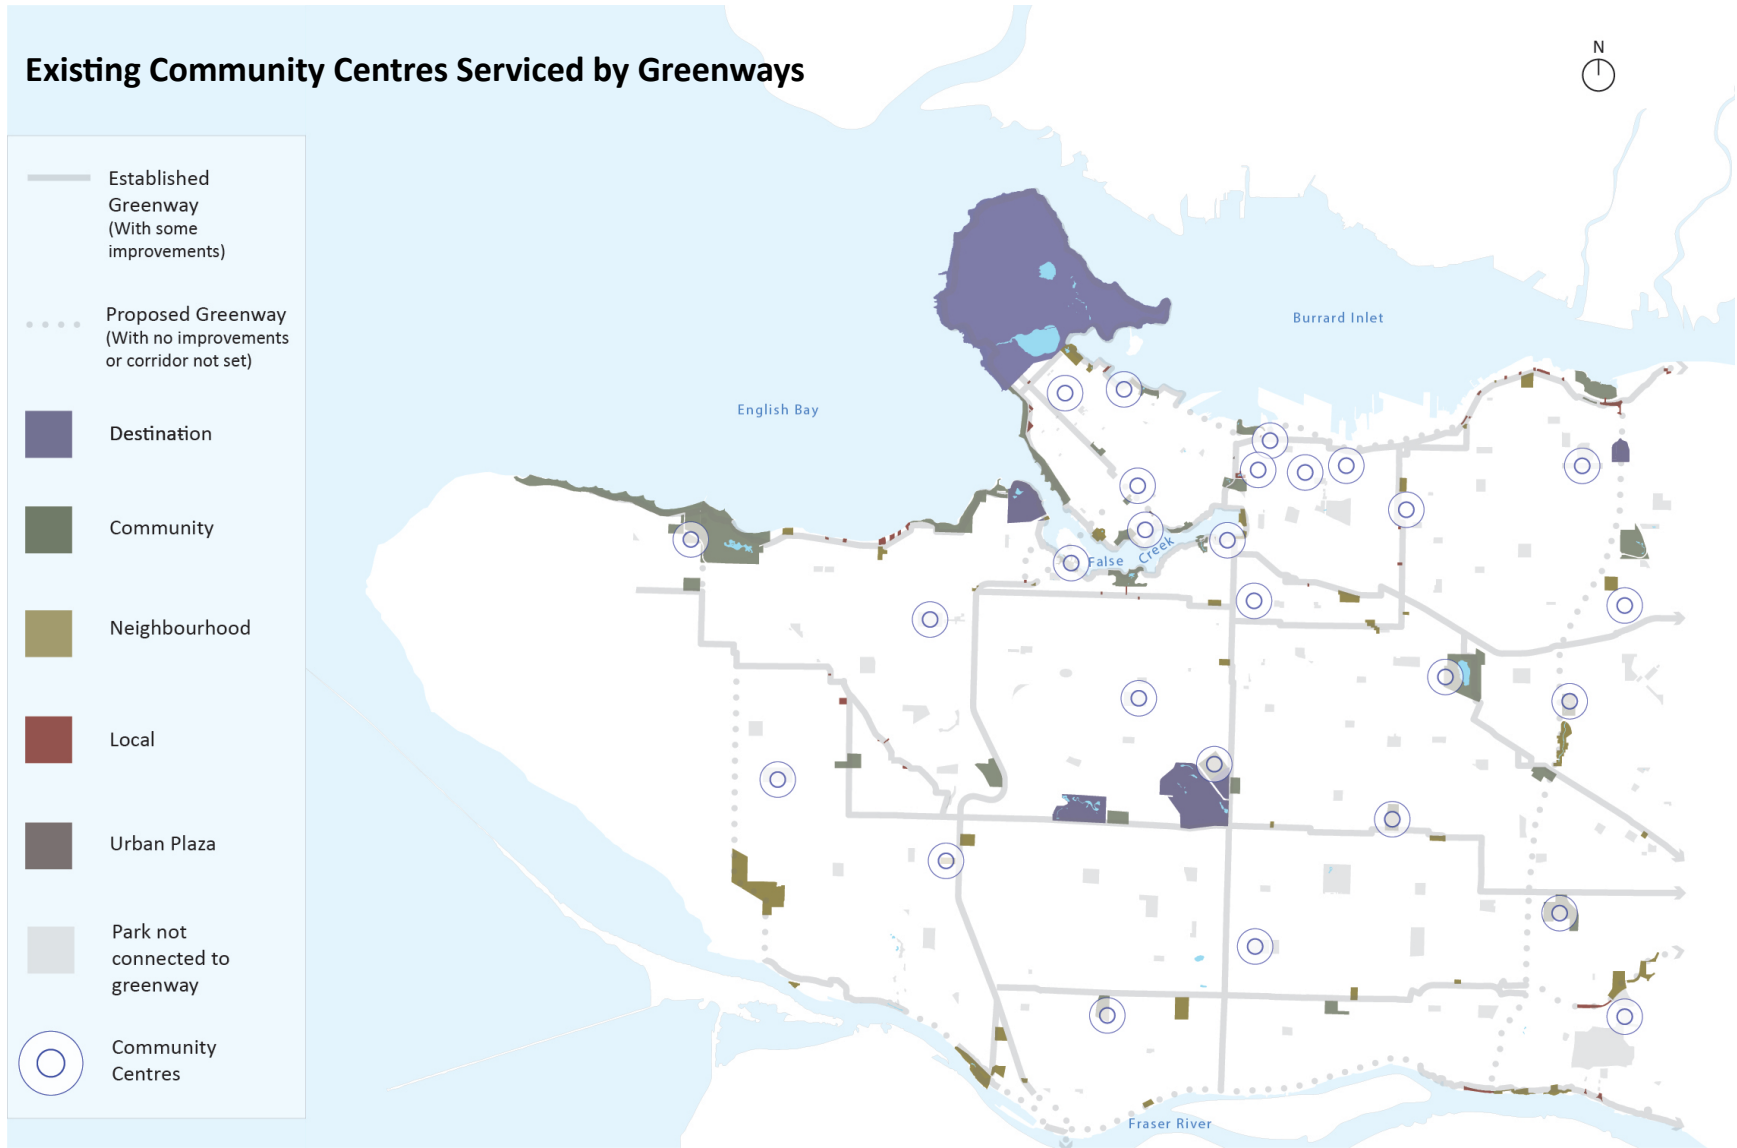 Existing Community Centres Serviced by Greenways
N
Established
Greenway
(With some
improvements)
Proposed Greenway
(With no improvements
or corridor not set)
Destination
Community
Neighbourhood
Local
Urban Plaza
Park not
connected to
greenway
Community
Centres
Burrard Inlet
English Bay
False Creek
Fraser River